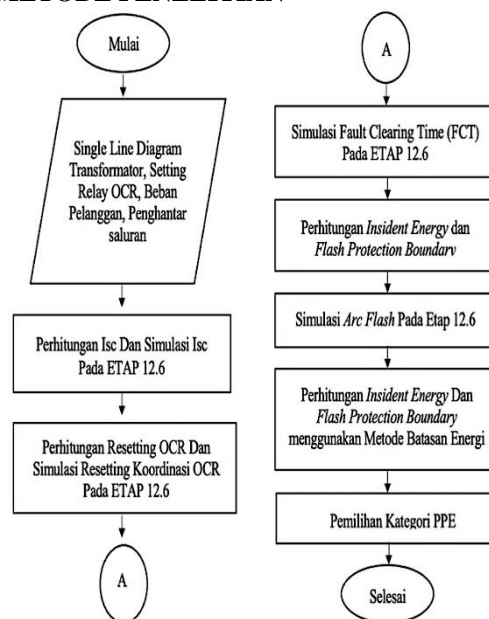 Mulai
Single Line Diagram
Transformator, Setting
Relay OCR, Beban
Pelanggan, Penghantar
saluran
Perhitungan Isc Dan Simulasi Isc
Pada ETAP 12.6
Perhitungan Resetting OCR Dan
Simulasi Resetting Koordinasi OCR
Pada ETAP 12.6
A
A
Simulasi Fault Clearing Time (FCT)
Pada ETAP 12.6
Perhitungan Insident Energy dan
Flash Protection Boundary
Simulasi Arc Flash Pada Etap 12.6
Perhitungan Insident Energy Dan
Flash Protection Boundary
menggunakan Metode Batasan Energi
Pemilihan Kategori PPE
Selesai